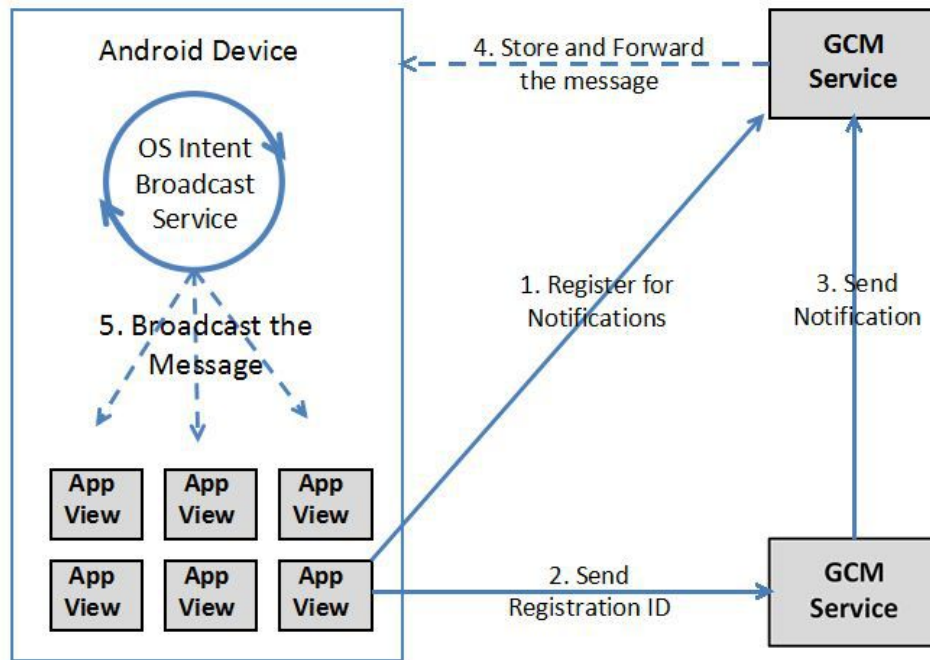 Android Device
OS Intent
Broadcast
Service
5. Broadcast the
Message
App
View
App
View
App
View
App
View
App
View
App
View
4. Store and Forward
the message
GCM
Service
1. Register for
Notifications
3. Send
Notification
2. Send
Registration ID
GCM
Service